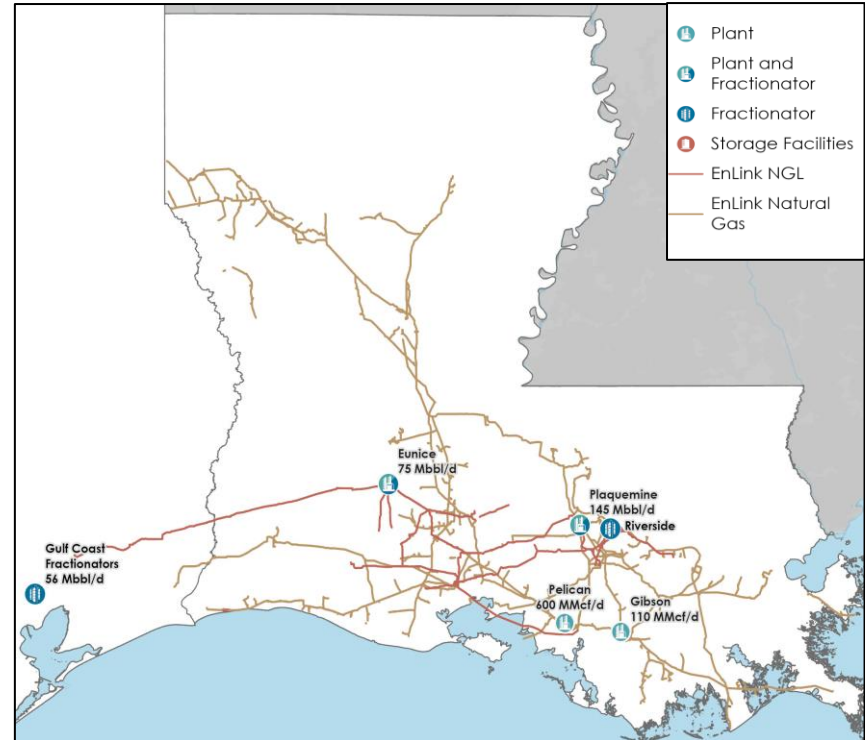 Plant
Plant and
Fractionator
Fractionator
Storage Facilities
EnLink NGL
EnLink Natural
Gas
Eunice
75 Mbbl/d
Plaquemine
145 Mbbl/d
Riverside
Gulf Coast
Fractionators
56 Mbbl/d
Pelican
600 MMcf/d
Gibson
110 MMcf/d